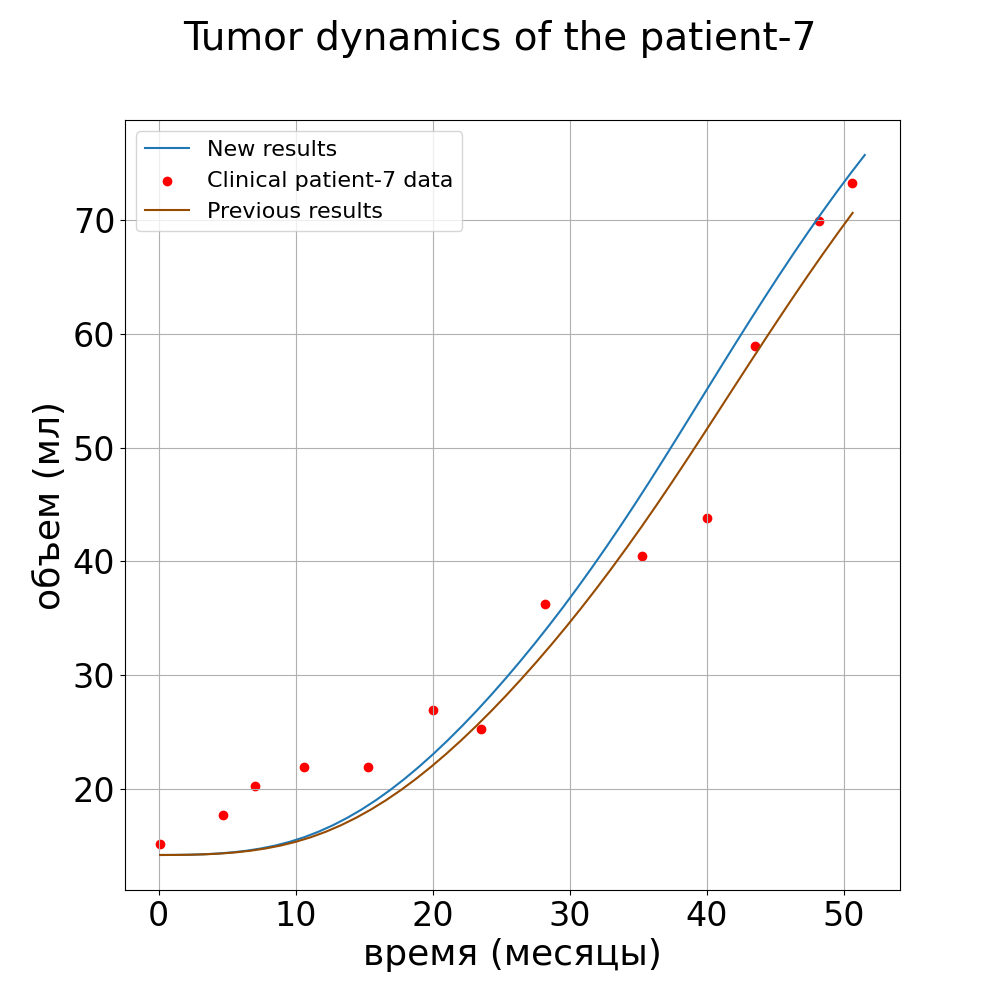 Tumor dynamics of the patient-7
New results
Clinical patient-7 data
Previous results
70
60
50
40
30
20
объем (мл)
0 10 20 30 40 50
время (месяцы)